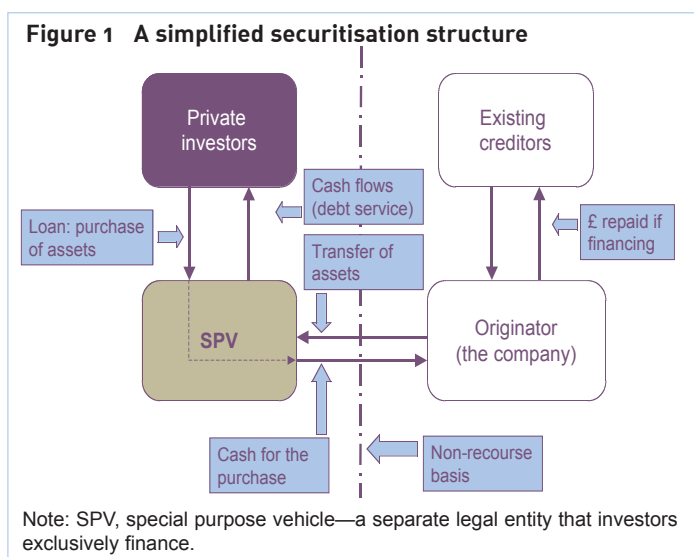 Figure 1 A simplified securitisation structure
Private
investors
Existing
creditors
Cash flows
(debt service)
Loan: purchase
of assets
£ repaid if
financing
Transfer of
assets
SPV
Originator
(the company)
Cash for the
purchase
Non-recourse
basis
Note: SPV, special purpose vehicle—a separate legal entity that investors
exclusively finance.